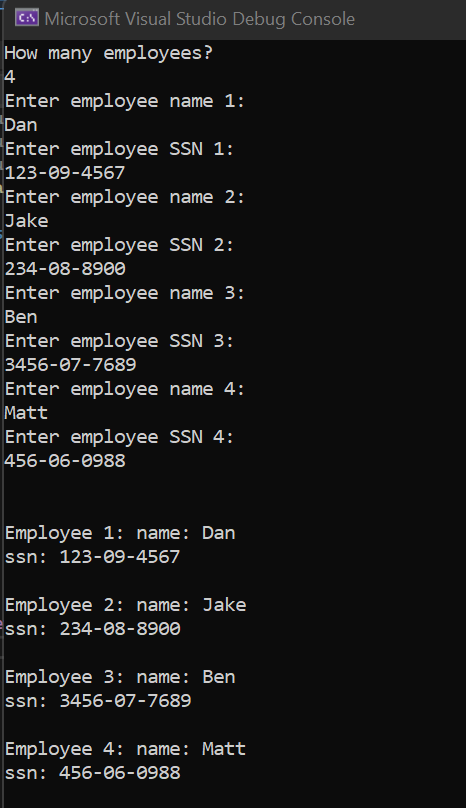 Microsoft Visual Studio Debug Console
How many employees?
4
Enter employee name 1:
Dan
Enter employee SSN 1:
123-09-4567
Enter employee name 2:
Jake
Enter employee SSN 2:
234-08-8900
Enter employee name 3:
Ben
Enter employee SSN 3:
3456-07-7689
Enter employee name 4:
Matt
Enter employee SSN 4:
456-06-0988
Employee 1: name: Dan
ssn: 123-09-4567
Employee 2: name: Jake
ssn: 234-08-8900
Employee 3: name: Ben
ssn: 3456-07-7689
Employee 4: name: Matt
ssn: 456-06-0988